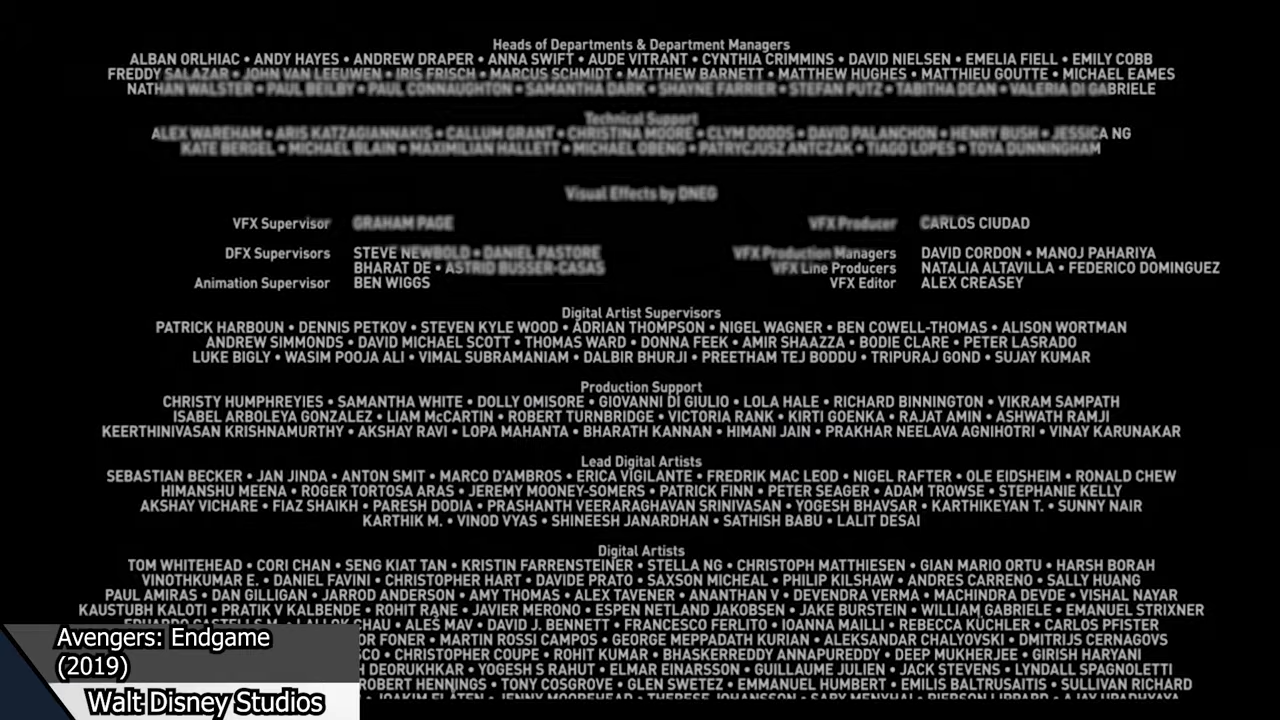 Heads of Departments & Department Managers
ALBAN ORLHIAC • ANDY HAYES • ANDREW DRAPER • ANNA SWIFT • AUDE VITRANT • CYNTHIA CRIMMINS • DAVID NIELSEN • EMELIA FIELL • EMILY COBB
FREDDY SALAZAR • JOHN VAN LEEUWEN • IRIS FRISCH • MARCUS SCHMIDT • MATTHEW BARNETT • MATTHEW HUGHES • MATTHIEU GOUTTE • MICHAEL EAMES
NATHAN WALSTER • PAUL BEILBY • PAUL CONNAUGHTON • SAMANTHA DARK • SHAYNE FARRIER • STEFAN PUTZ • TABITHA DEAN • VALERIA DI GABRIELE
Technical Support
ALEX WAREHAM • ARIS KATZAGIANNAKIS • CALLUM GRANT • CHRISTINA MOORE • CLYM DODDS • DAVID PALANCHON • HENRY BUSH • JESSICA NG
KATE BERGEL • MICHAEL BLAIN • MAXIMILIAN HALLETT • MICHAEL OBENG • PATRYCJUSZ ANTCZAK • TIAGO LOPES • TOYA DUNNINGHAM
Visual Effects by DNEG
VFX Supervisor GRAHAM PAGE VFX Producer CARLOS CIUDAD
DFX Supervisors STEVE NEWBOLD • DANIEL PASTORE VFX Production Managers DAVID CORDON • MANOJ PAHARIYA
BHARAT DE • ASTRID BUSSER-CASAS VFX Line Producers NATALIA ALTAVILLA • FEDERICO DOMINGUEZ
Animation Supervisor BEN WIGGS VFX Editor ALEX CREASEY
Digital Artist Supervisors
PATRICK HARBOUN • DENNIS PETKOV • STEVEN KYLE WOOD • ADRIAN THOMPSON • NIGEL WAGNER • BEN COWELL-THOMAS • ALISON WORTMAN
ANDREW SIMMONDS • DAVID MICHAEL SCOTT • THOMAS WARD • DONNA FEEK • AMIR SHAAZZA • BODIE CLARE • PETER LASRADO
LUKE BIGLY • WASIM POOJA ALI • VIMAL SUBRAMANIAM • DALBIR BHURJI • PREETHAM TEJ BODDU • TRIPURAJ GOND • SUJAY KUMAR
Production Support
CHRISTY HUMPHREYIES • SAMANTHA WHITE • DOLLY OMISORE • GIOVANNI DI GIULIO • LOLA HALE • RICHARD BINNINGTON • VIKRAM SAMPATH
ISABEL ARBOLEYA GONZALEZ • LIAM McCARTIN • ROBERT TURNBRIDGE • VICTORIA RANK • KIRTI GOENKA • RAJAT AMIN • ASHWATH RAMJI
KEERTHINIVASAN KRISHNAMURTHY • AKSHAY RAVI • LOPA MAHANTA • BHARATH KANNAN • HIMANI JAIN • PRAKHAR NEELAVA AGNIHOTRI • VINAY KARUNAKAR
Lead Digital Artists
SEBASTIAN BECKER • JAN JINDA • ANTON SMIT • MARCO D'AMBROS • ERICA VIGILANTE • FREDRIK MAC LEOD • NIGEL RAFTER • OLE EIDSHEIM • RONALD CHEW
HIMANSHU MEENA • ROGER TORTOSA ARAS • JEREMY MOONEY-SOMERS • PATRICK FINN • PETER SEAGER • ADAM TROWSE • STEPHANIE KELLY
AKSHAY VICHARE • FIAZ SHAIKH • PARESH DODIA • PRASHANTH VEERARAGHAVAN SRINIVASAN • YOGESH BHAVSAR • KARTHIKEYAN T. • SUNNY NAIR
KARTHIK M. • VINOD VYAS • SHINEESH JANARDHAN • SATHISH BABU • LALIT DESAI
Digital Artists
TOM WHITEHEAD • CORI CHAN • SENG KIAT TAN • KRISTIN FARRENSTEINER • STELLA NG • CHRISTOPH MATTHIESEN • GIAN MARIO ORTU • HARSH BORAH
VINOTHKUMAR E. • DANIEL FAVINI • CHRISTOPHER HART • DAVIDE PRATO • SAXSON MICHEAL • PHILIP KILSHAW • ANDRES CARRENO • SALLY HUANG
PAUL AMIRAS • DAN GILLIGAN • JARROD ANDERSON • AMY THOMAS • ALEX TAVENER • ANANTHAN V • DEVENDRA VERMA • MACHINDRA DEVDE • VISHAL NAYAR
KAUSTUBH KALOTI • PRATIK V KALBENDE • ROHIT RANE • JAVIER MERONO • ESPEN NETLAND JAKOBSEN • JAKE BURSTEIN • WILLIAM GABRIELE • EMANUEL STRIXNER
CHAU • ALES MAV • DAVID J. BENNETT • FRANCESCO FERLITO • IOANNA MAILLI • REBECCA KÜCHLER • CARLOS PFISTER
FONER • MARTIN ROSSI CAMPOS • GEORGE MEPPADATH KURIAN • ALEKSANDAR CHALYOVSKI • DMITRIJS CERNAGOVS
CHRISTOPHER COUPE • ROHIT KUMAR • BHASKERREDDY ANNAPUREDDY • DEEP MUKHERJEE • GIRISH HARYANI
DEORUKHKAR • YOGESH S RAHUT • ELMAR EINARSSON • GUILLAUME JULIEN • JACK STEVENS • LYNDALL SPAGNOLETTI
ROBERT HENNINGS • TONY COSGROVE • GLEN SWETEZ • EMMANUEL HUMBERT • EMILIS BALTRUSAITIS • SULLIVAN RICHARD
Avengers: Endgame
(2019)
Walt Disney Studios